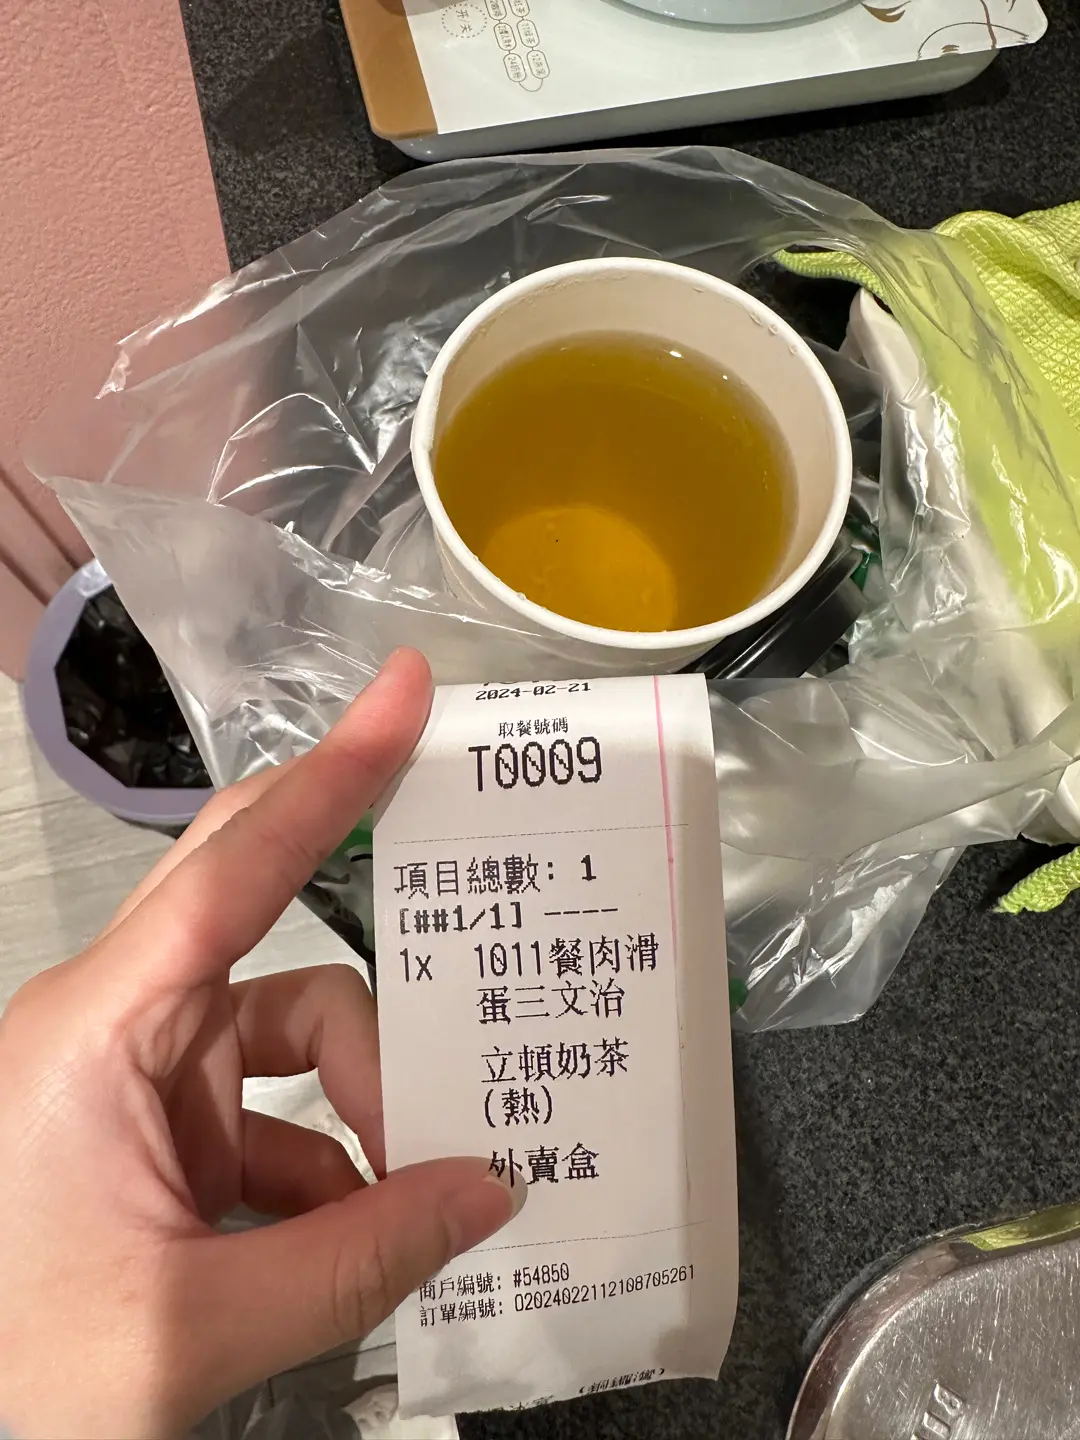 2024-02-21
取餐號碼
T0009
項目總數: 1
[##1/1] ----
1x 1011餐肉滑
蛋三文治
立頓奶茶
(熱)
外賣盒
商戶編號: #54850
訂單編號: 02024022112108705261